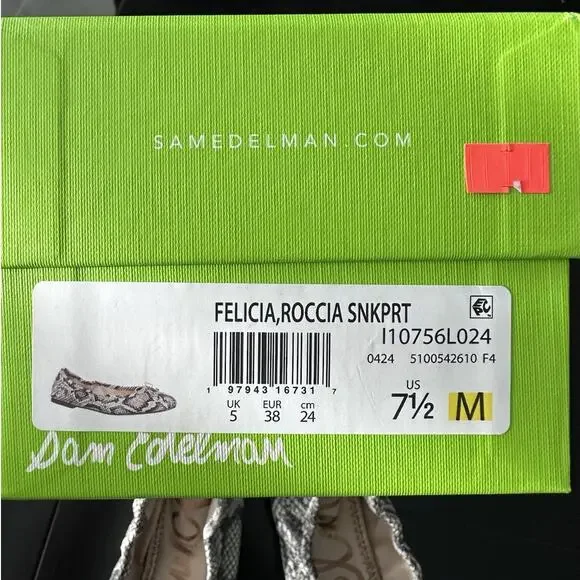 SAMEDELMAN.COM
FELICIA,ROCCIA SNKPRT
I10756L024
0424 5100542610 F4
1 97943 16731 7
UK EUR cm
5 38 24
US
7½ M
Sam Edelman